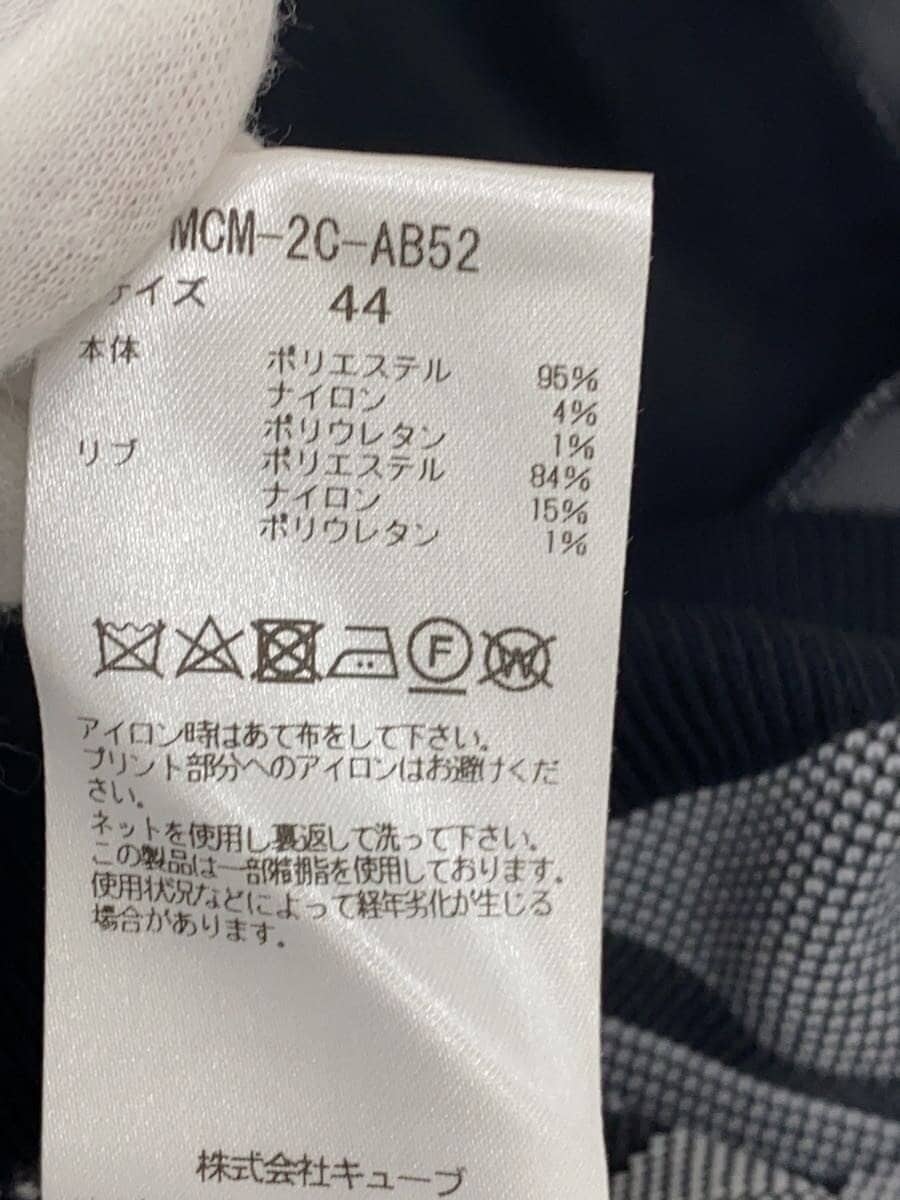 MCM-2C-AB52
サイズ 44
本体 ポリエステル 95%
ナイロン 4%
ポリウレタン 1%
リブ ポリエステル 84%
ナイロン 15%
ポリウレタン 1%
F W
アイロン時はあて布をして下さい。
プリント部分へのアイロンはお避けくだ
さい。
ネットを使用し裏返して洗って下さい。
この製品は一部樹脂を使用しております。
使用状況などによって経年劣化が生じる
場合があります。
株式会社キューブ